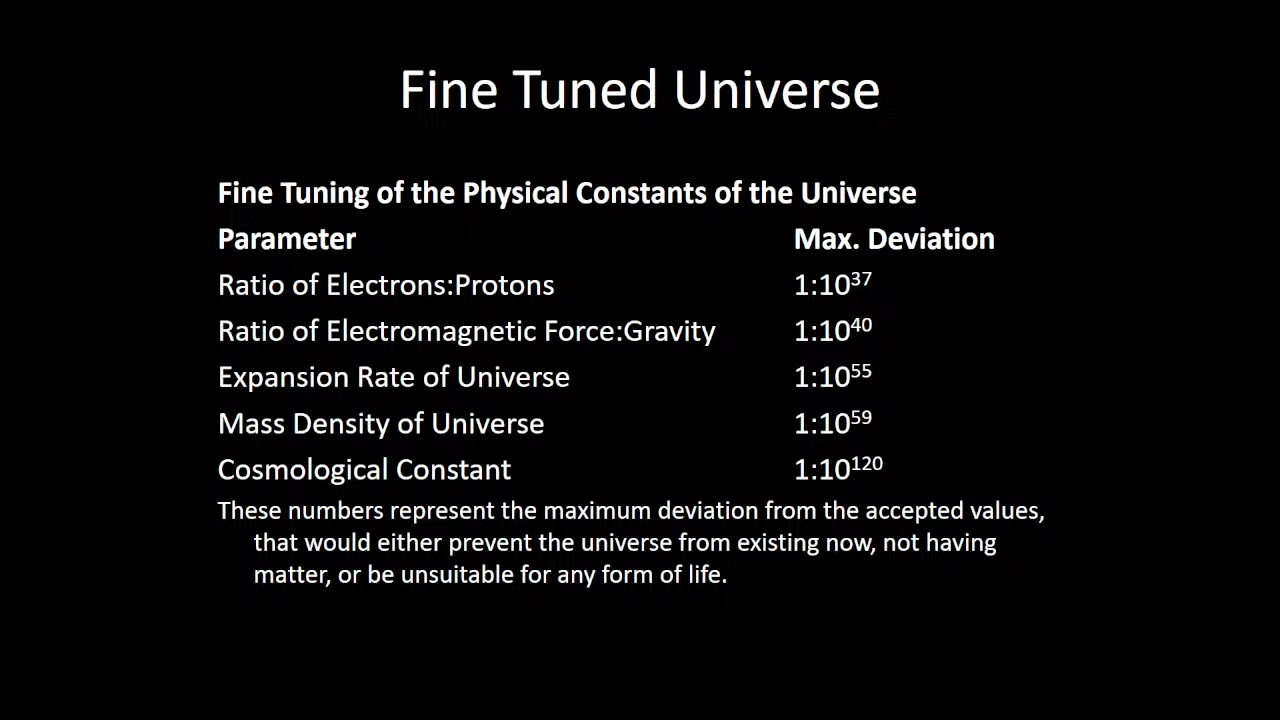 Fine Tuned Universe
Fine Tuning of the Physical Constants of the Universe
Parameter Max. Deviation
Ratio of Electrons:Protons 1:10³⁷
Ratio of Electromagnetic Force:Gravity 1:10⁴⁰
Expansion Rate of Universe 1:10⁵⁵
Mass Density of Universe 1:10⁵⁹
Cosmological Constant 1:10¹²⁰
These numbers represent the maximum deviation from the accepted values,
that would either prevent the universe from existing now, not having
matter, or be unsuitable for any form of life.